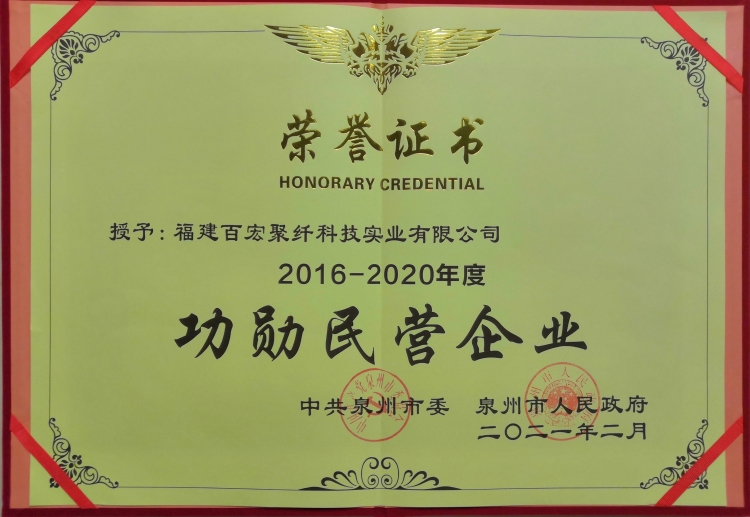 荣誉证书
HONORARY CREDENTIAL
授予：福建百宏聚纤科技实业有限公司
2016-2020年度
功勋民营企业
中共泉州市委 泉州市人民政府
二〇二一年二月